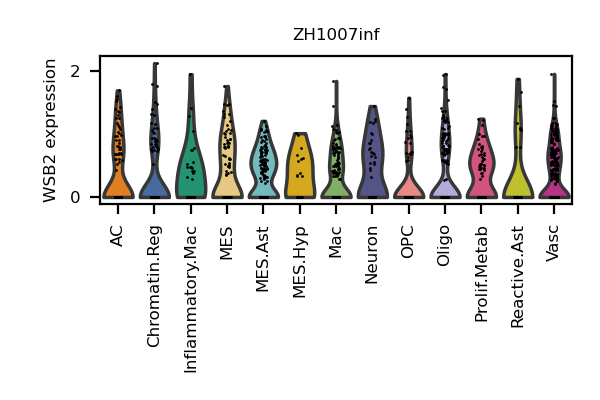 ZH1007inf
WSB2 expression
2
0
AC
Chromatin.Reg
Inflammatory.Mac
MES
MES.Ast
MES.Hyp
Mac
Neuron
OPC
Oligo
Prolif.Metab
Reactive.Ast
Vasc